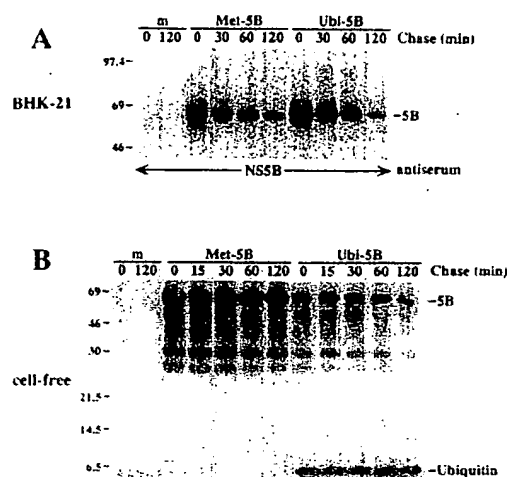 A
m Met-5B Ubi-5B
0 120 0 30 60 120 0 30 60 120 Chase (min)
97.4-
BHK-21
69-
-5B
46-
NS5B antiserum
B
m Met-5B Ubi-5B
0 120 0 15 30 60 120 0 15 30 60 120 Chase (min)
69-
-5B
46-
30-
cell-free
21.5-
14.5-
6.5-
-Ubiquitin